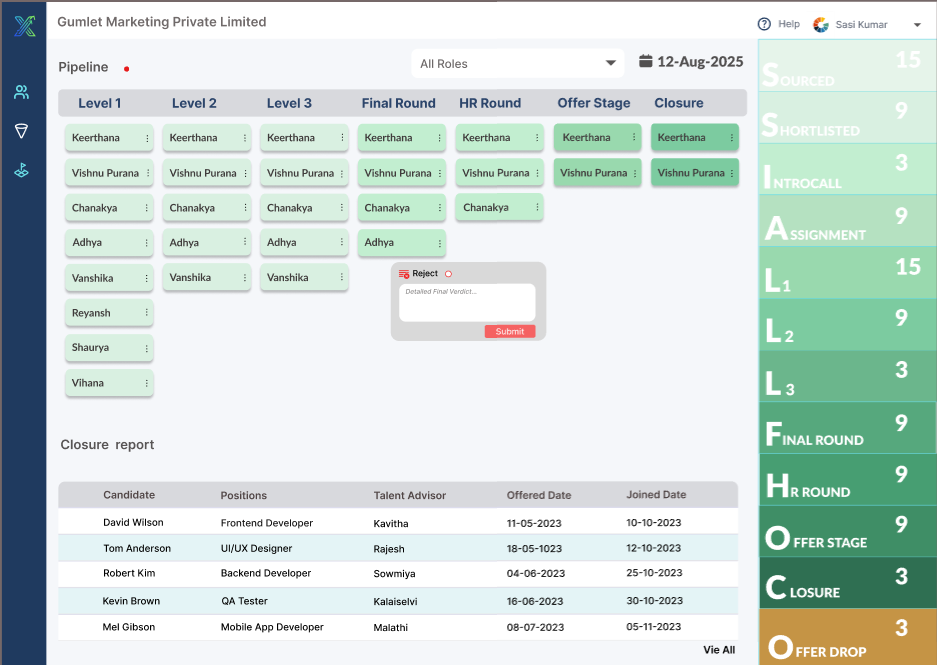 Gumlet Marketing Private Limited
Help
Sasi Kumar
Pipeline
All Roles
12-Aug-2025
Level 1 Level 2 Level 3 Final Round HR Round Offer Stage Closure
Keerthana Keerthana Keerthana Keerthana Keerthana Keerthana Keerthana
Vishnu Purana Vishnu Purana Vishnu Purana Vishnu Purana Vishnu Purana Vishnu Purana Vishnu Purana
Chanakya Chanakya Chanakya Chanakya Chanakya
Adhya Adhya Adhya Adhya
Vanshika Vanshika Vanshika
Reyansh
Shaurya
Vihana
Reject
Detailed Final Verdict...
Submit
Closure report
Candidate Positions Talent Advisor Offered Date Joined Date
David Wilson Frontend Developer Kavitha 11-05-2023 10-10-2023
Tom Anderson UI/UX Designer Rajesh 18-05-1023 12-10-2023
Robert Kim Backend Developer Sowmiya 04-06-2023 25-10-2023
Kevin Brown QA Tester Kalaiselvi 16-06-2023 30-10-2023
Mel Gibson Mobile App Developer Malathi 08-07-2023 05-11-2023
Vie All
SOURCED 15
SHORTLISTED 9
INTROCALL 3
ASSIGNMENT 9
L1 15
L2 9
L3 3
FINAL ROUND 9
HR ROUND 9
OFFER STAGE 9
CLOSURE 3
OFFER DROP 3